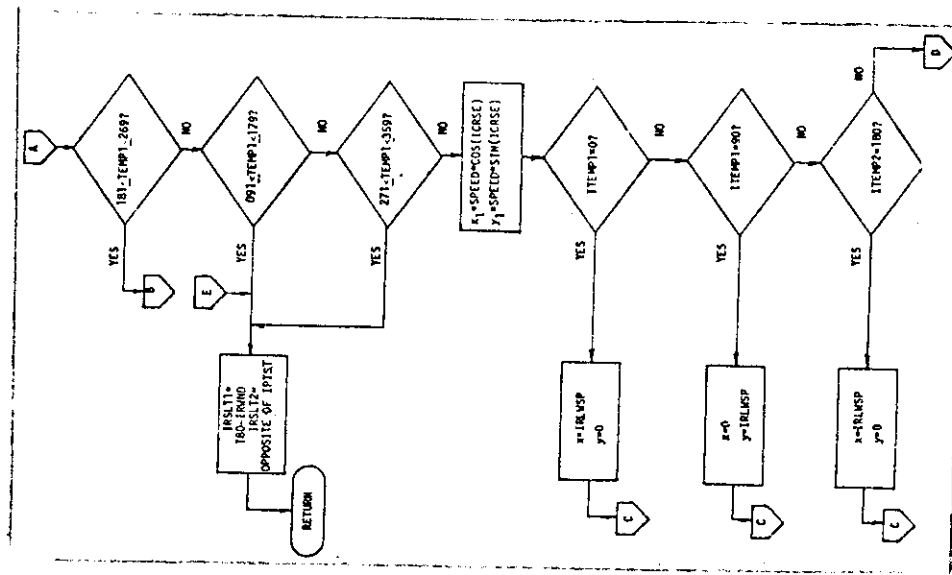 A
181<TEMP1<269?
YES
NO
091<TEMP1<179?
YES
NO
E
271<TEMP1<359?
YES
NO
IRSLT1=
180-IRWND
IRSLT2=
OPPOSITE OF IPTST
RETURN
x1=SPEED*COS(ICRSE)
y1=SPEED*SIN(ICRSE)
ITEMP1=0?
YES
NO
x=IRLWSP
y=0
C
ITEMP1=90?
YES
NO
x=0
y=IRLWSP
C
ITEMP2=180?
YES
NO
x=IRLWSP
y=0
C
D